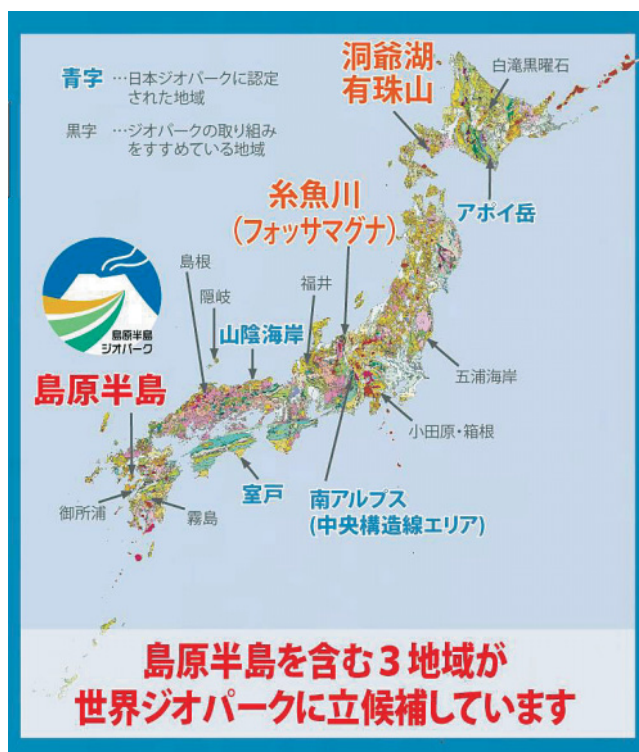 青字 …日本ジオパークに認定
された地域
黒字 …ジオパークの取り組み
をすすめている地域
洞爺湖
有珠山
白滝黒曜石
アポイ岳
糸魚川
(フォッサマグナ)
島根
隠岐
福井
山陰海岸
島原半島
ジオパーク
島原半島
五浦海岸
小田原・箱根
室戸
南アルプス
(中央構造線エリア)
御所浦
霧島
島原半島を含む3地域が
世界ジオパークに立候補しています